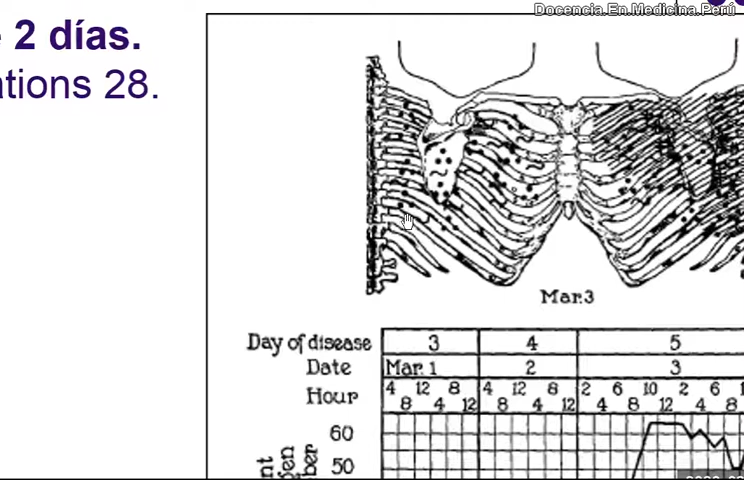 Docencia.En.Medicina.Perú
2 días.
ations 28.
Mar.3
Day of disease 3 4 5
Date Mar. 1 2 3
Hour 4 12 8 4 12 8 2 6 10 2 6
8 4 12 8 4 12 4 8 12 4 8
60
50